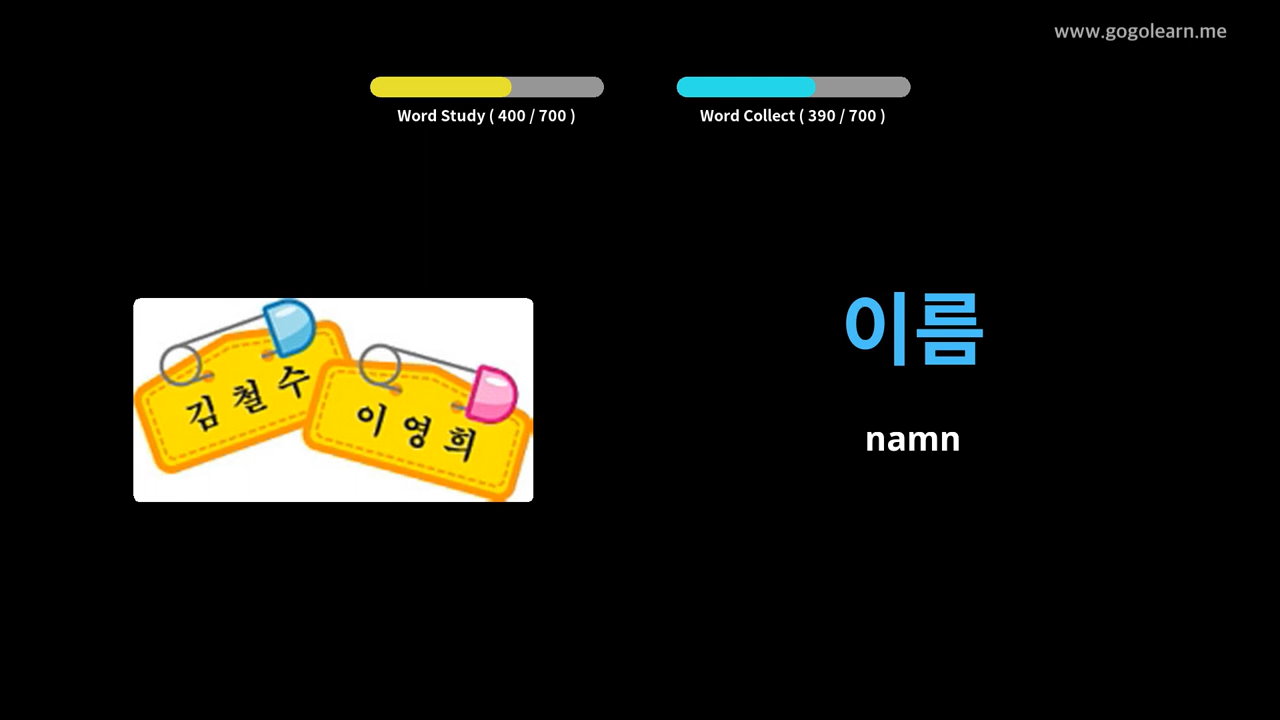 www.gogolearn.me
Word Study ( 400 / 700 )
Word Collect ( 390 / 700 )
김철수
이영희
이름
namn